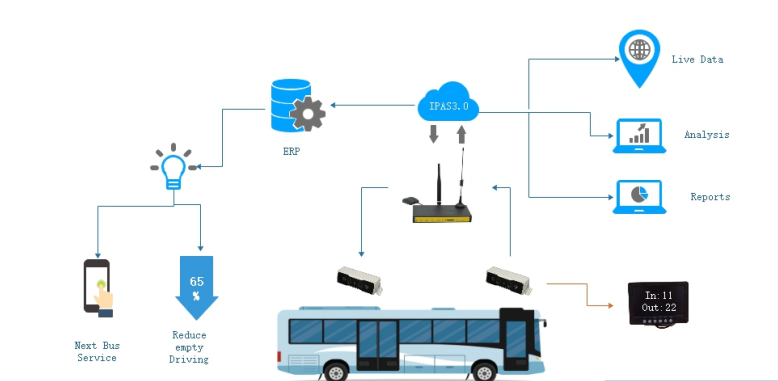 Live Data
IPAS3.0
Analysis
ERP
Reports
65
%
In:11
Out:22
Next Bus
Service
Reduce
empty
Driving